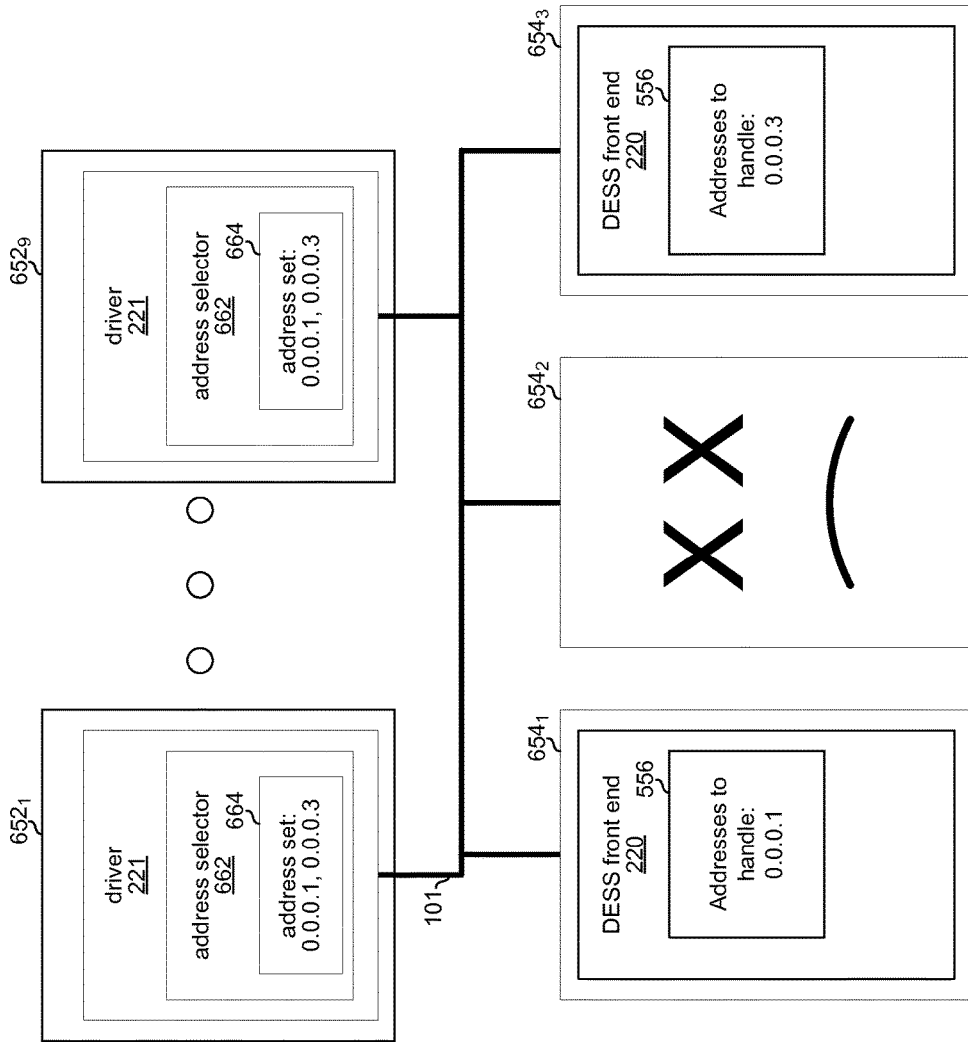 652₁
driver
221
address selector
662
664
address set:
0.0.0.1, 0.0.0.3
652₉
driver
221
address selector
662
664
address set:
0.0.0.1, 0.0.0.3
101
654₁
DESS front end
220
556
Addresses to
handle:
0.0.0.1
654₂
X X
654₃
DESS front end
220
556
Addresses to
handle:
0.0.0.3